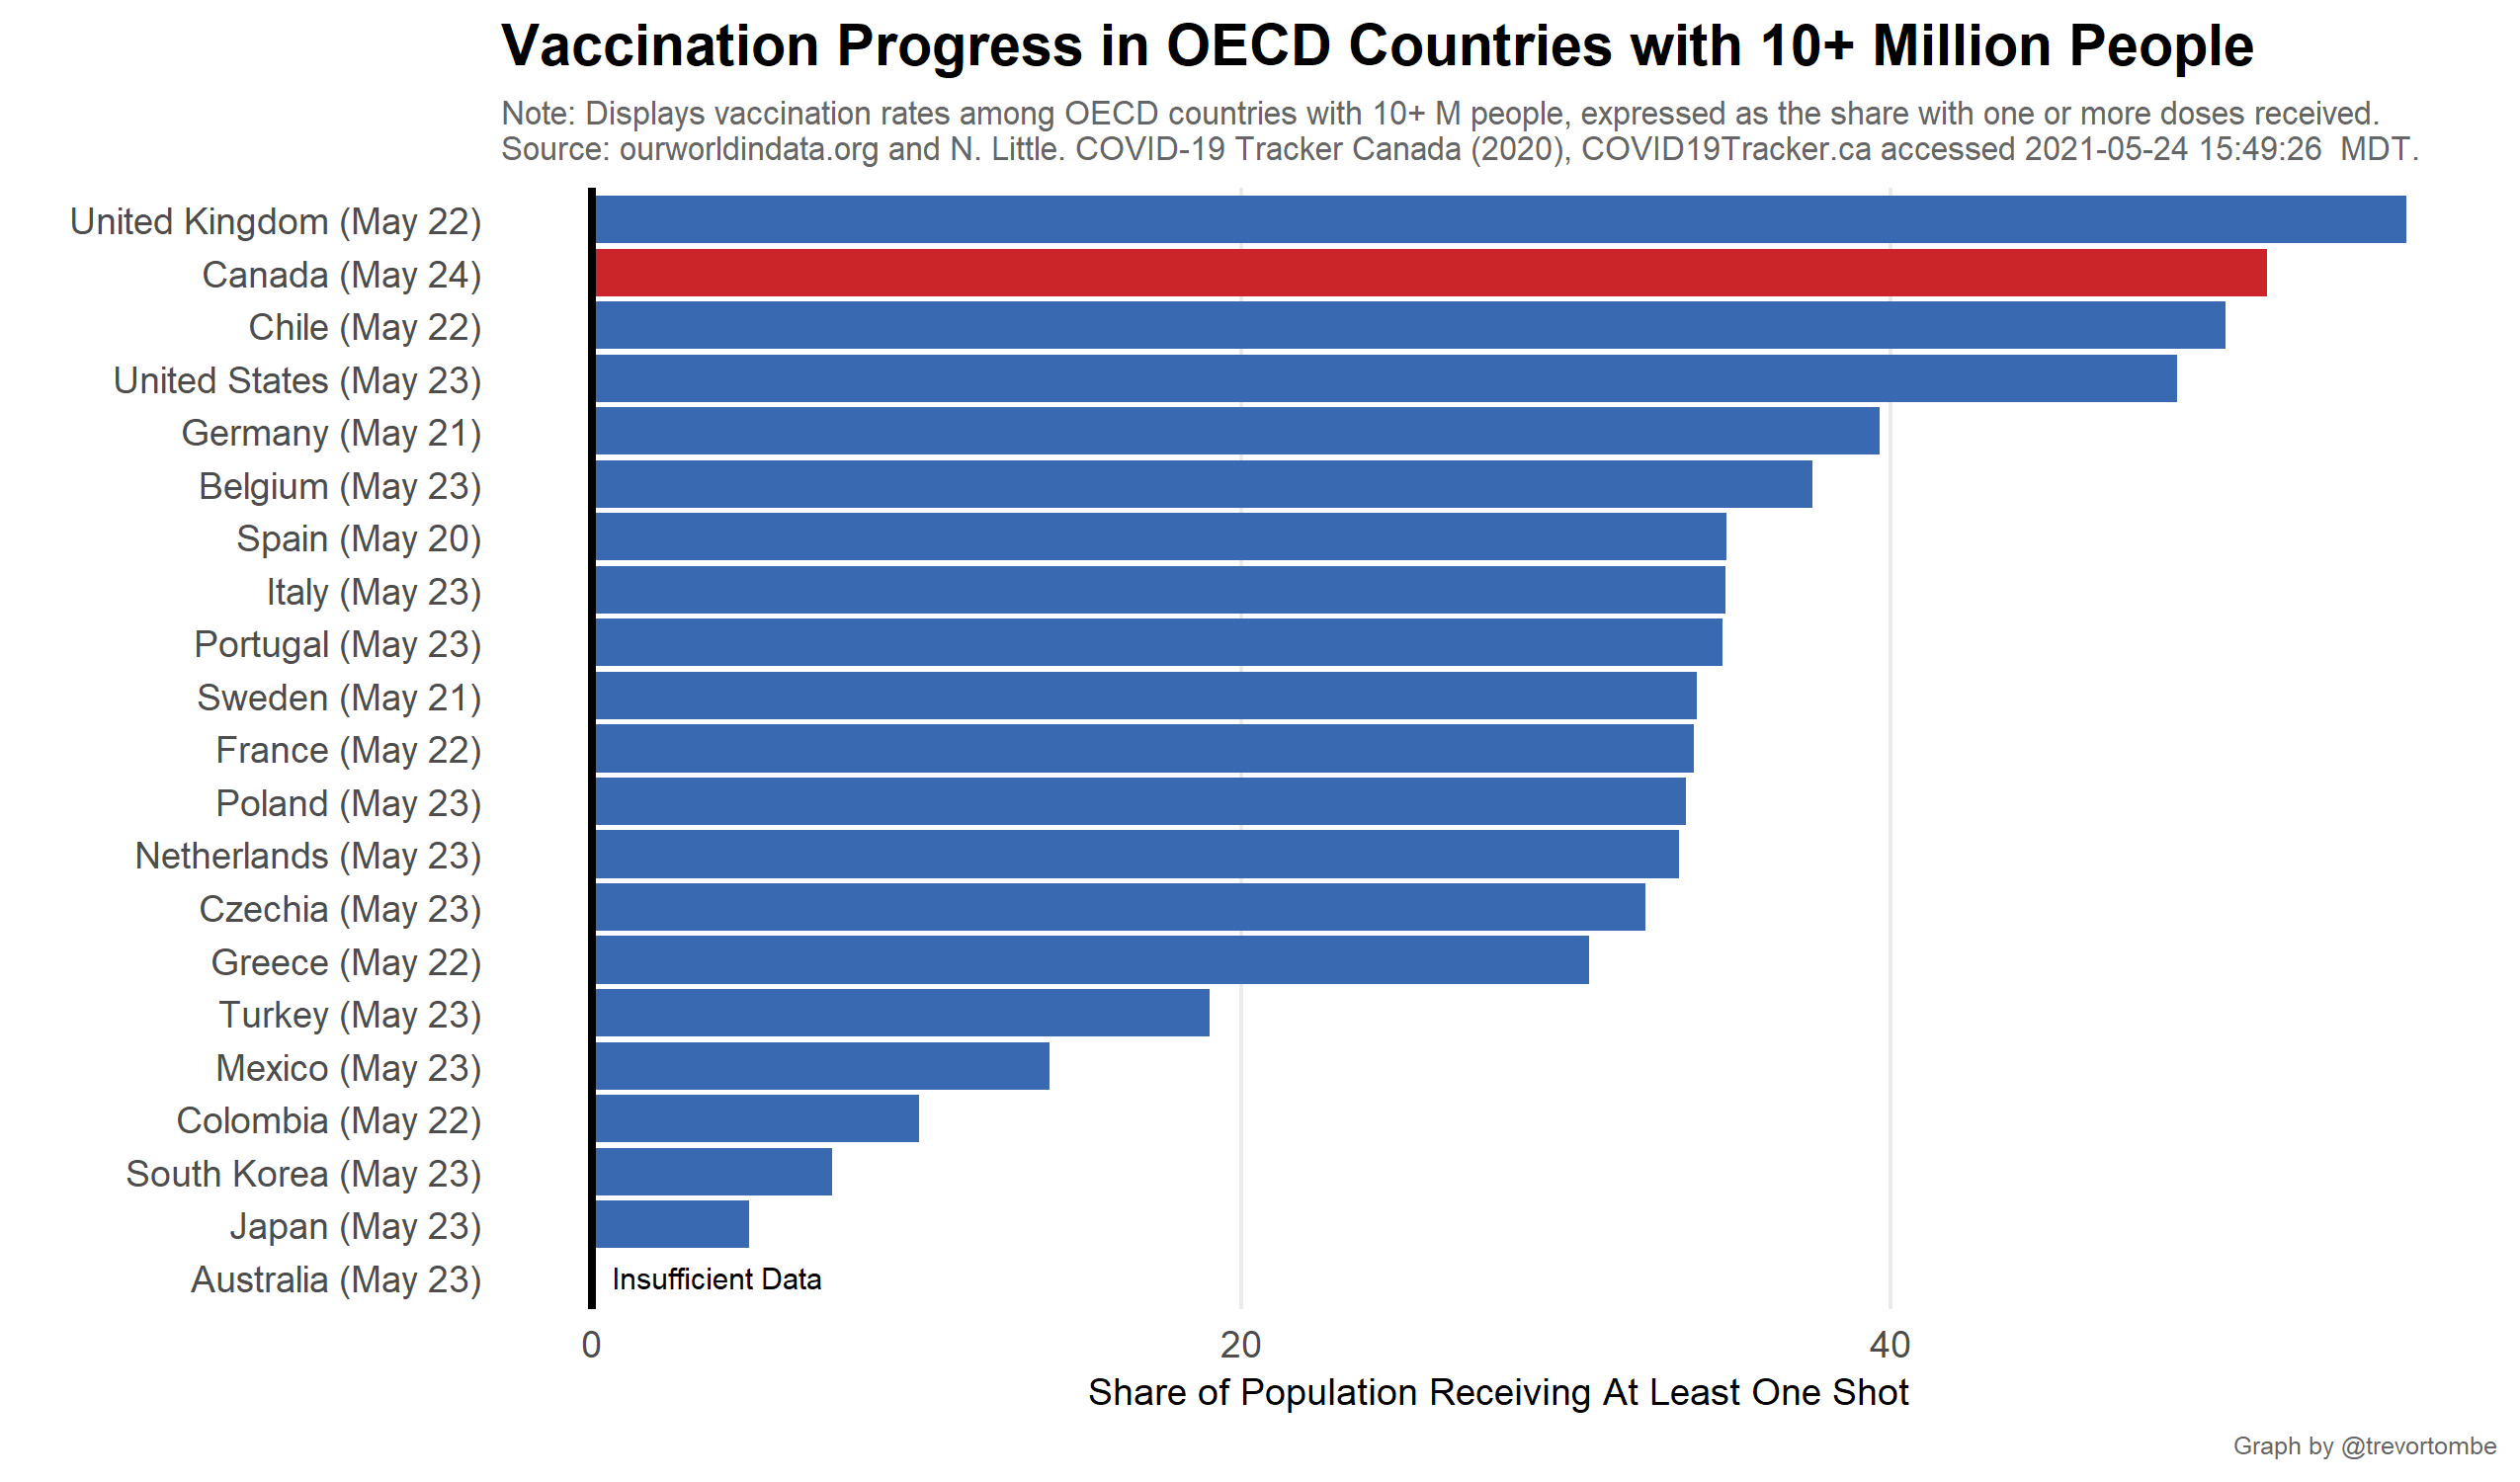 Vaccination Progress in OECD Countries with 10+ Million People
Note: Displays vaccination rates among OECD countries with 10+ M people, expressed as the share with one or more doses received.
Source: ourworldindata.org and N. Little. COVID-19 Tracker Canada (2020), COVID19Tracker.ca accessed 2021-05-24 15:49:26  MDT.
United Kingdom (May 22)
Canada (May 24)
Chile (May 22)
United States (May 23)
Germany (May 21)
Belgium (May 23)
Spain (May 20)
Italy (May 23)
Portugal (May 23)
Sweden (May 21)
France (May 22)
Poland (May 23)
Netherlands (May 23)
Czechia (May 23)
Greece (May 22)
Turkey (May 23)
Mexico (May 23)
Colombia (May 22)
South Korea (May 23)
Japan (May 23)
Australia (May 23) Insufficient Data
0 20 40
Share of Population Receiving At Least One Shot
Graph by @trevortombe